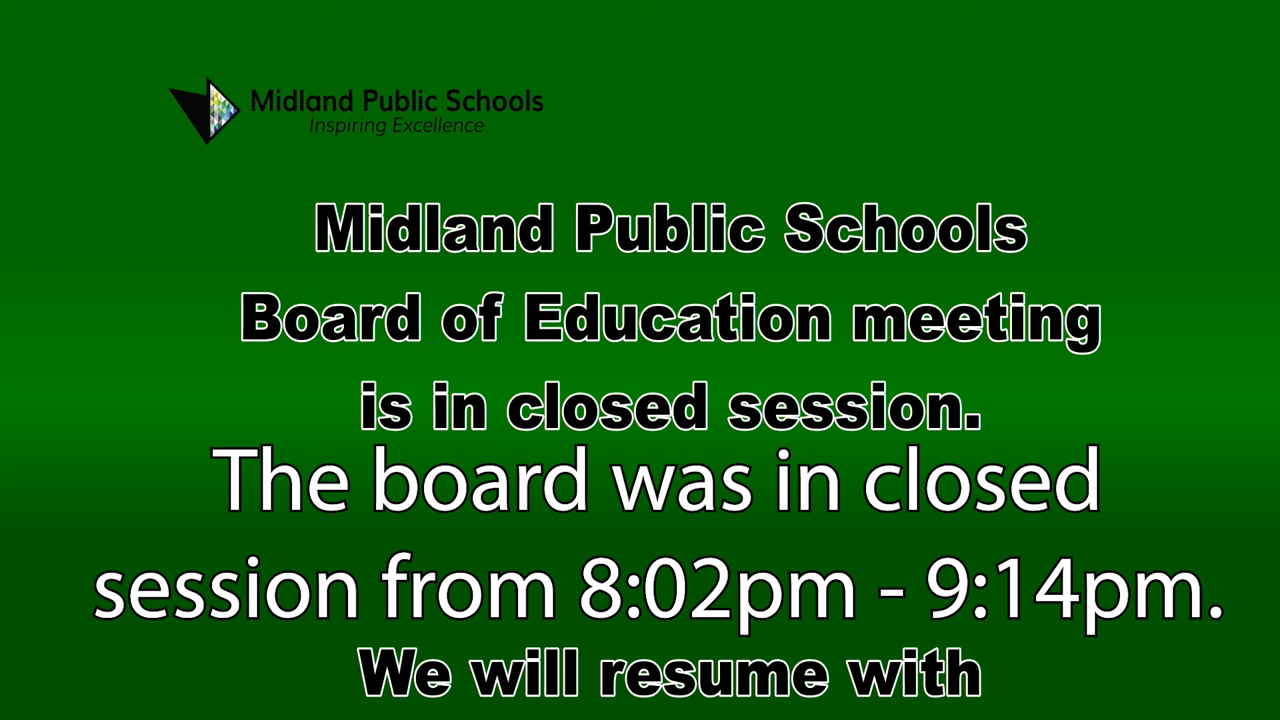 Midland Public Schools
Inspiring Excellence
Midland Public Schools
Board of Education meeting
is in closed session.
The board was in closed
session from 8:02pm - 9:14pm.
We will resume with